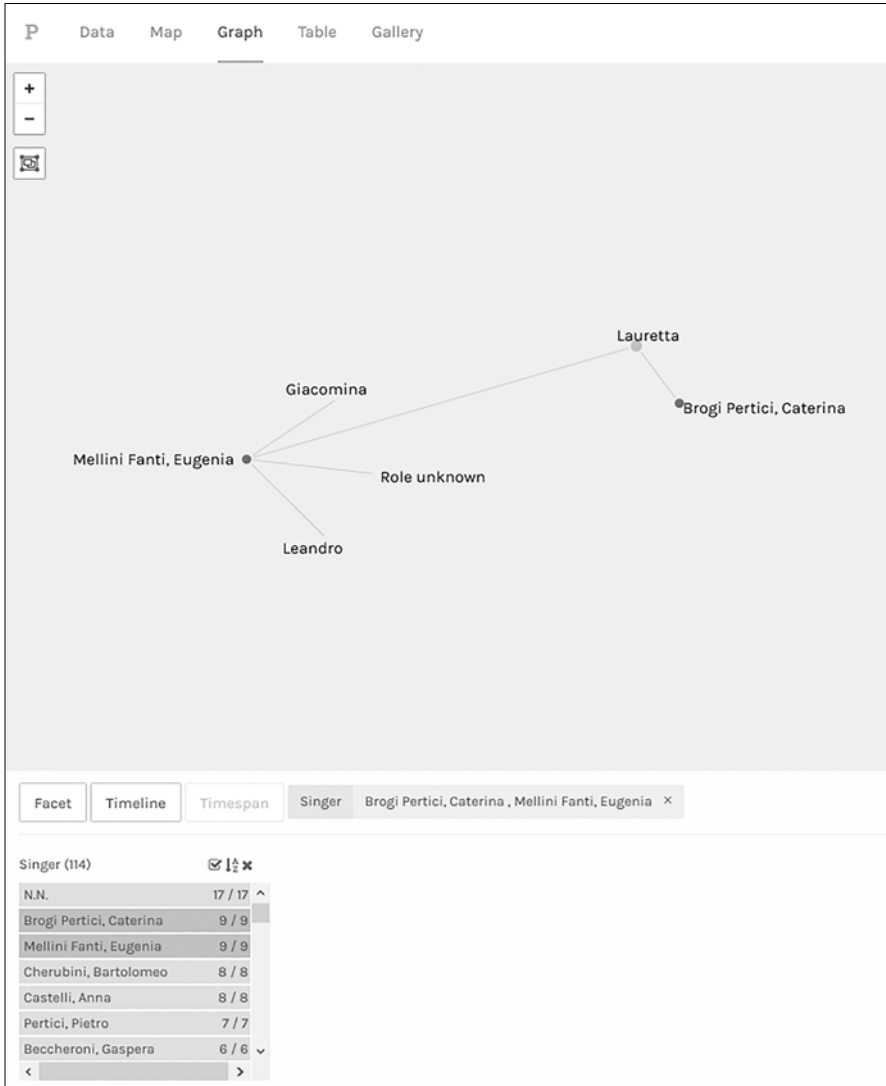 P Data Map Graph Table Gallery
+
−
Lauretta
Giacomina
Brogi Pertici, Caterina
Mellini Fanti, Eugenia
Role unknown
Leandro
Facet Timeline Timespan Singer Brogi Pertici, Caterina , Mellini Fanti, Eugenia ×
Singer (114)
N.N. 17 / 17
Brogi Pertici, Caterina 9 / 9
Mellini Fanti, Eugenia 9 / 9
Cherubini, Bartolomeo 8 / 8
Castelli, Anna 8 / 8
Pertici, Pietro 7 / 7
Beccheroni, Gaspera 6 / 6